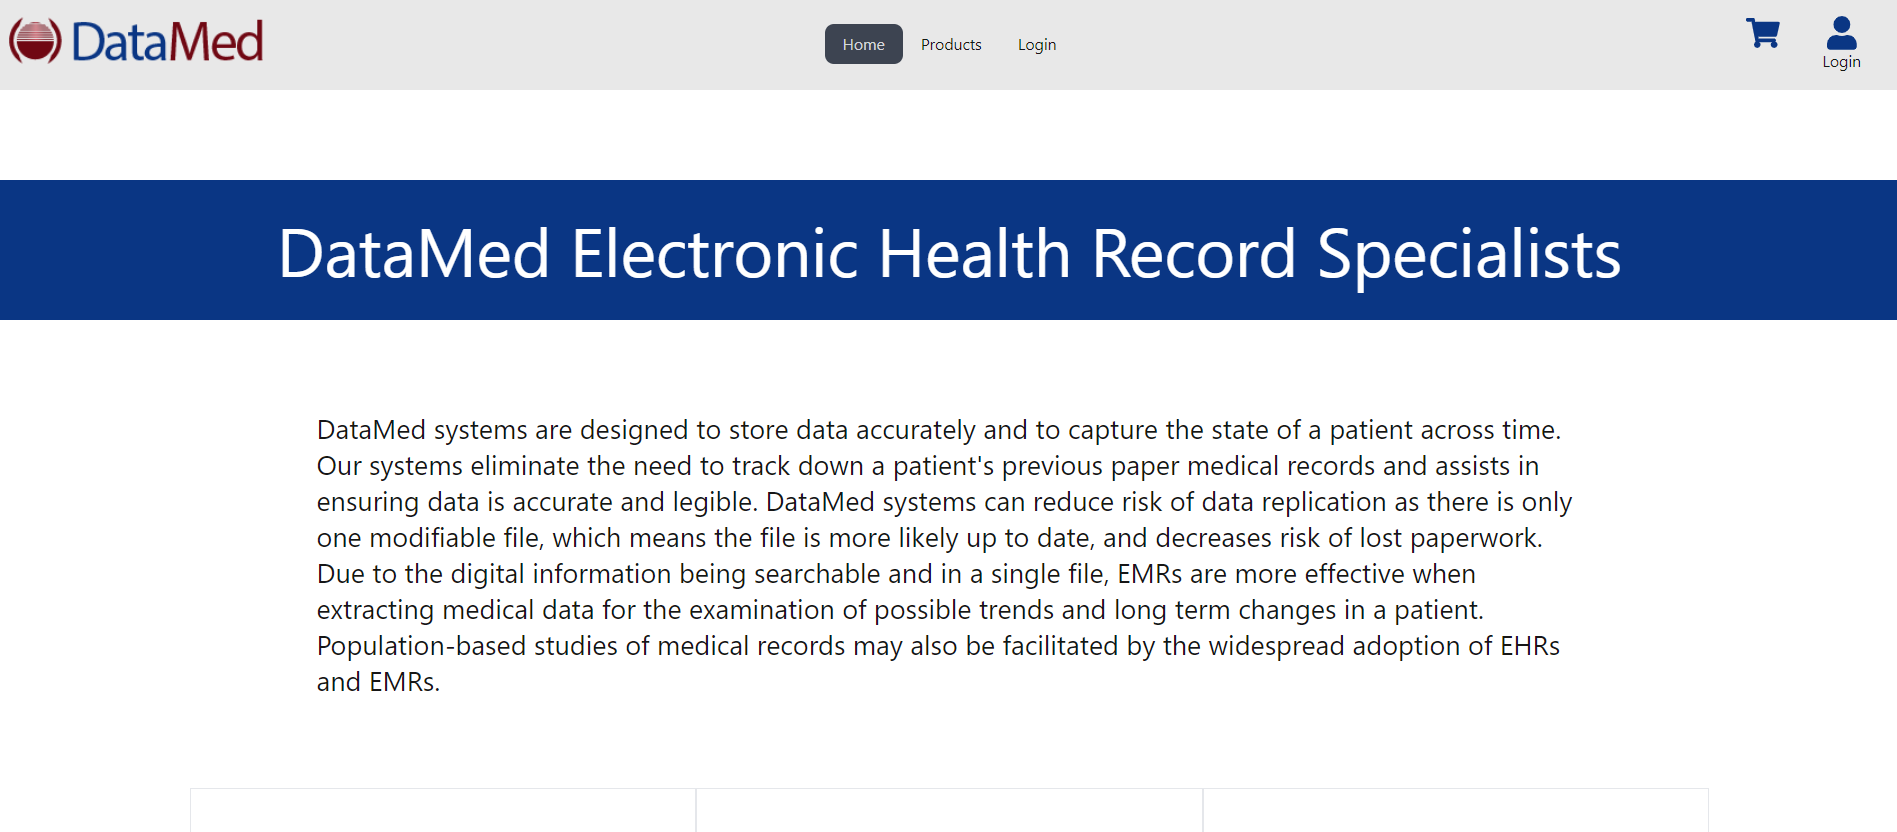 DataMed
Home
Products
Login
Login
DataMed Electronic Health Record Specialists
DataMed systems are designed to store data accurately and to capture the state of a patient across time.
Our systems eliminate the need to track down a patient's previous paper medical records and assists in
ensuring data is accurate and legible. DataMed systems can reduce risk of data replication as there is only
one modifiable file, which means the file is more likely up to date, and decreases risk of lost paperwork.
Due to the digital information being searchable and in a single file, EMRs are more effective when
extracting medical data for the examination of possible trends and long term changes in a patient.
Population-based studies of medical records may also be facilitated by the widespread adoption of EHRs
and EMRs.